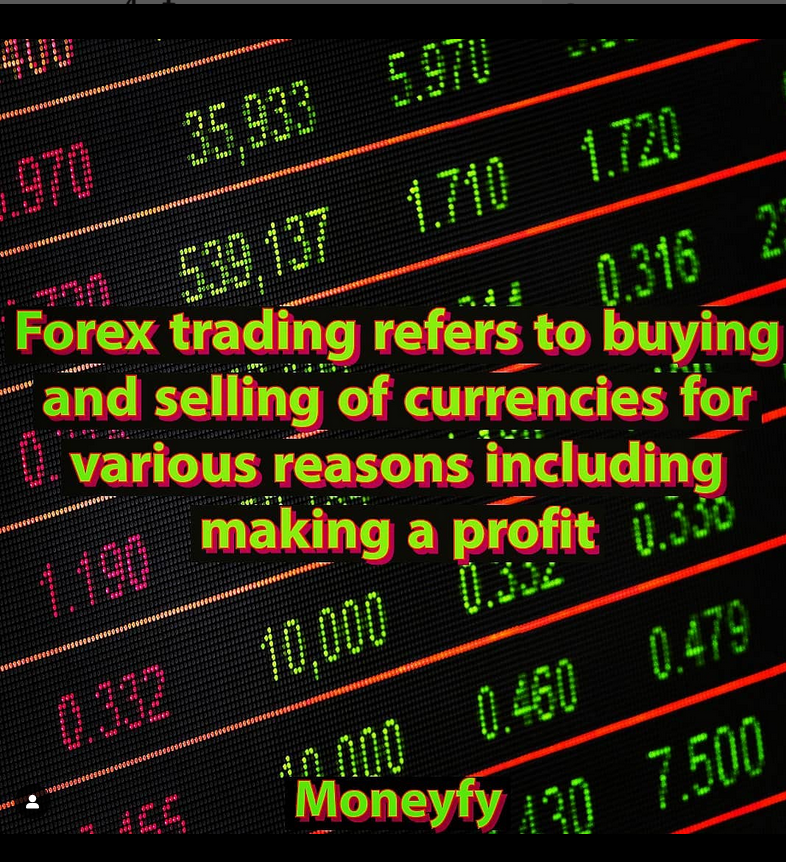 400 5.970
5.970 35,933 1.720
539,137 1.710 0.316
Forex trading refers to buying
and selling of currencies for
various reasons including
making a profit
1.190 0.332 0.338
0.332 10,000 0.460 0.479
10,000 7.500
Moneyfy